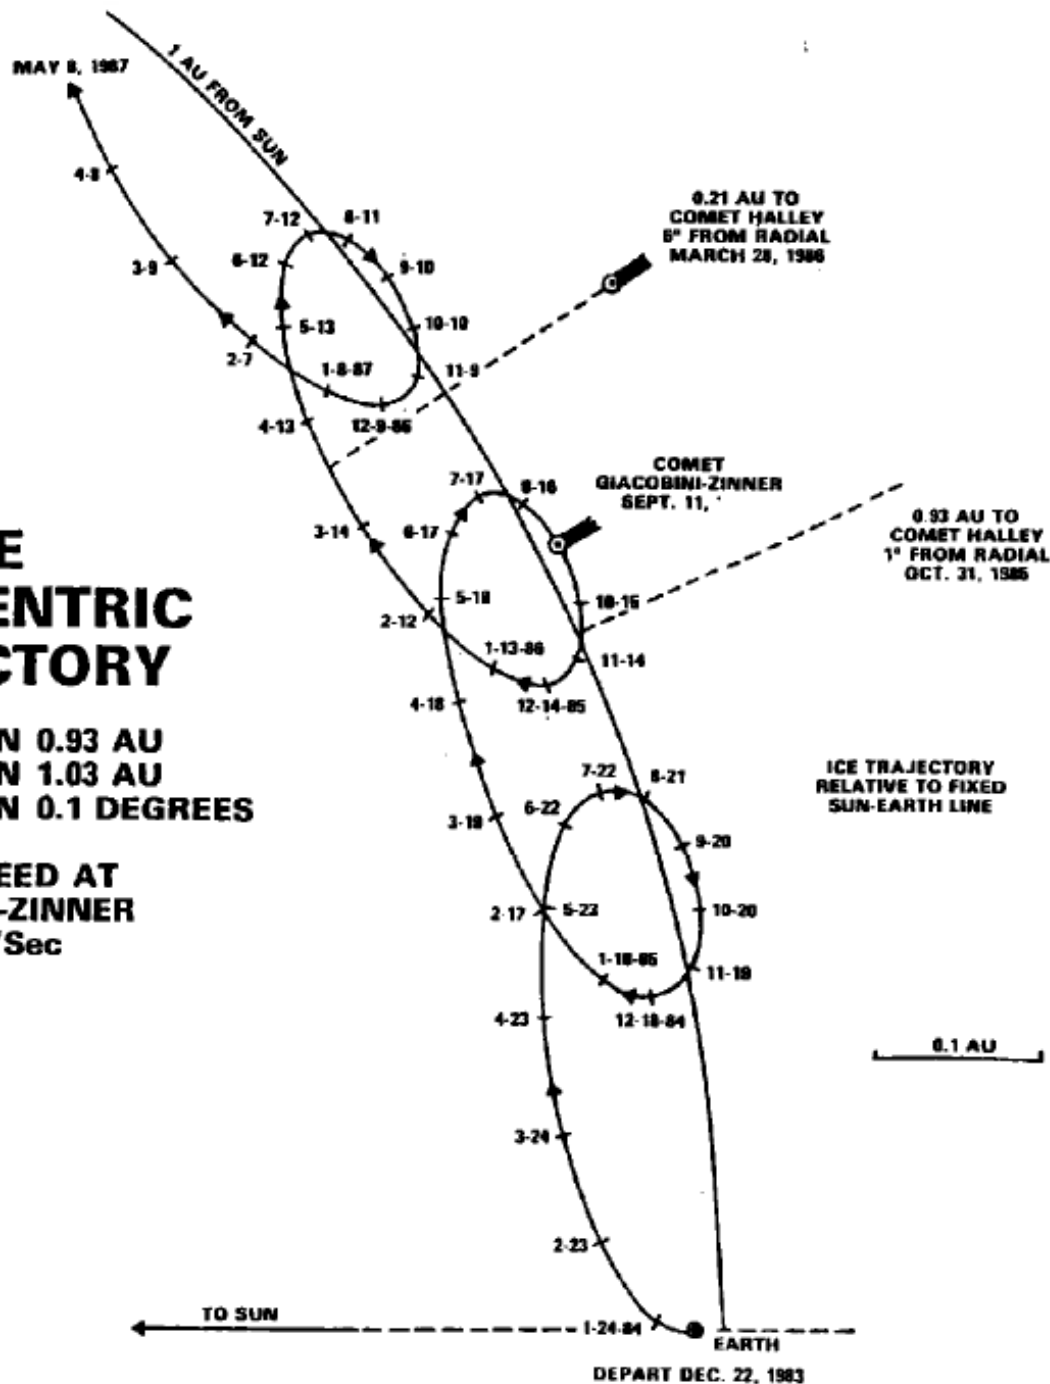 MAY 8, 1987
1 AU FROM SUN
4-8
3-9
2-7
7-12
8-11
6-12
9-10
5-13
10-10
1-8-87
11-9
4-13
12-9-86
0.21 AU TO
COMET HALLEY
6° FROM RADIAL
MARCH 28, 1986
COMET
GIACOBINI-ZINNER
SEPT. 11,
0.93 AU TO
COMET HALLEY
1° FROM RADIAL
OCT. 31, 1985
7-17
8-16
3-14
6-17
5-18
10-15
2-12
1-13-86
11-14
4-18
12-14-85
E
ENTRIC
CTORY
N 0.93 AU
N 1.03 AU
N 0.1 DEGREES
EED AT
-ZINNER
/Sec
ICE TRAJECTORY
RELATIVE TO FIXED
SUN-EARTH LINE
7-22
8-21
6-22
3-19
9-20
2-17
5-23
10-20
1-18-85
11-19
4-23
12-18-84
0.1 AU
3-24
2-23
TO SUN
1-24-84
EARTH
DEPART DEC. 22, 1983